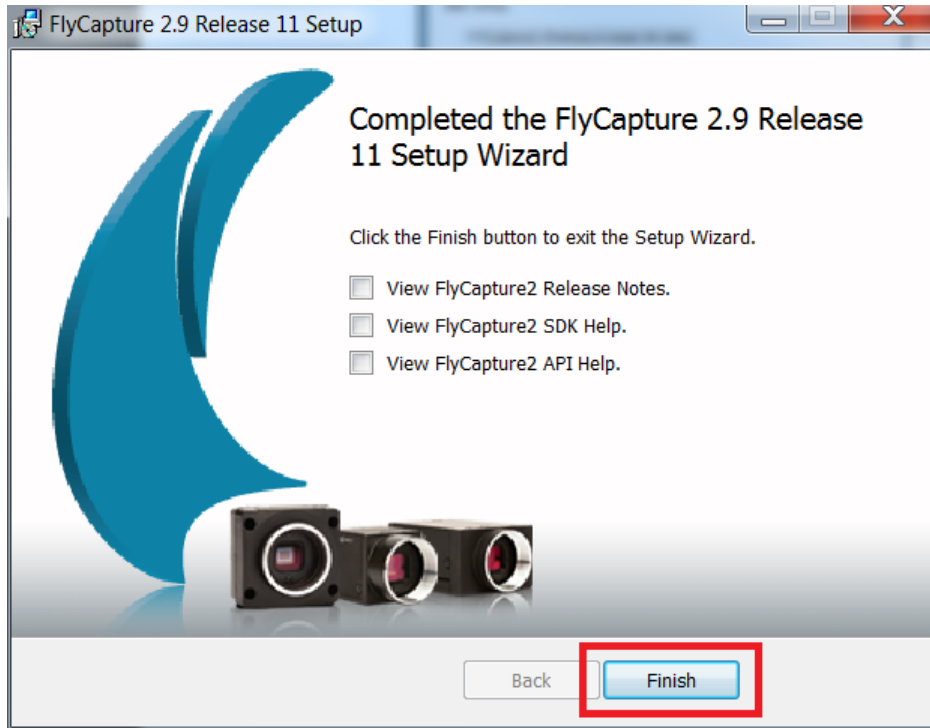 FlyCapture 2.9 Release 11 Setup
Completed the FlyCapture 2.9 Release
11 Setup Wizard
Click the Finish button to exit the Setup Wizard.
View FlyCapture2 Release Notes.
View FlyCapture2 SDK Help.
View FlyCapture2 API Help.
Back
Finish